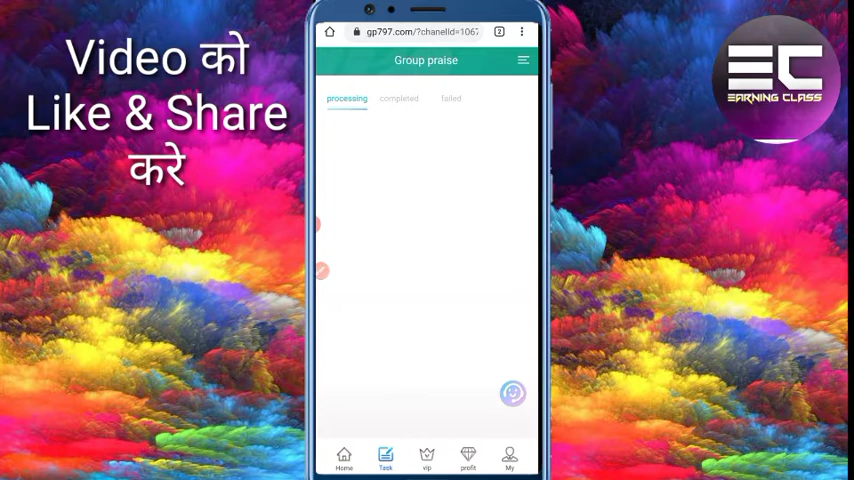 Video को
Like & Share
करे
gp797.com/?chanelId=1067
2
Group praise
processing completed failed
Home Task vip profit My
EC
EARNING CLASS